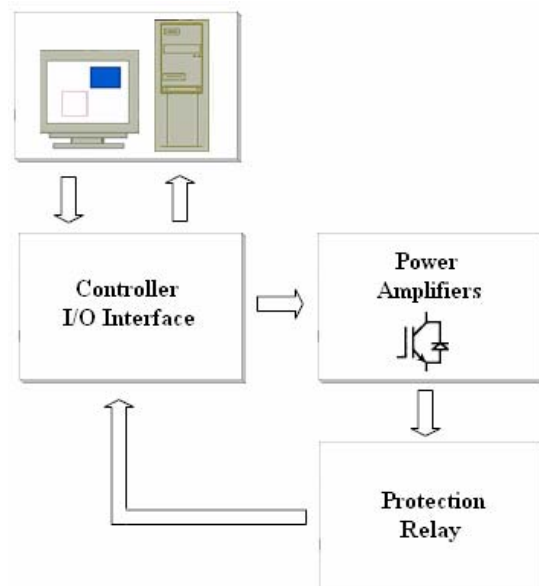 Controller
I/O Interface
Power
Amplifiers
Protection
Relay